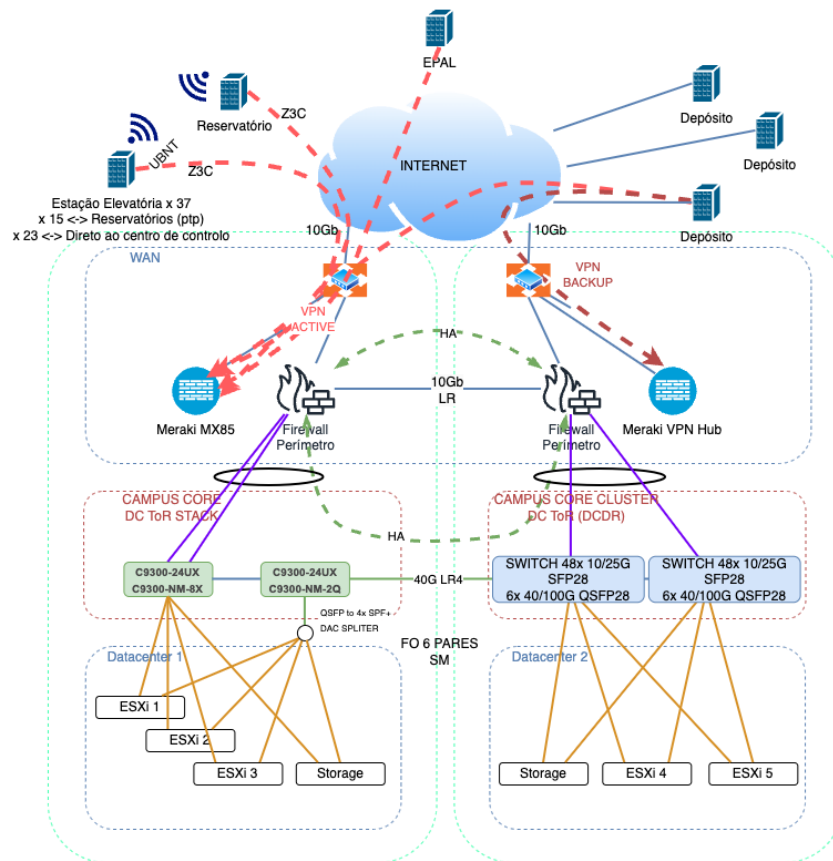 EPAL
Z3C
Reservatório
UBNT
Z3C
Depósito
Depósito
INTERNET
Estação Elevatória x 37
x 15 <-> Reservatórios (ptp)
x 23 <-> Direto ao centro de controlo
Depósito
10Gb
10Gb
WAN
VPN
BACKUP
VPN
ACTIVE
HA
10Gb
LR
Meraki MX85
Firewall
Perímetro
Firewall
Perímetro
Meraki VPN Hub
CAMPUS CORE
DC ToR STACK
CAMPUS CORE CLUSTER
DC ToR (DCDR)
HA
C9300-24UX
C9300-NM-8X
C9300-24UX
C9300-NM-2Q
40G LR4
SWITCH 48x 10/25G
SFP28
6x 40/100G QSFP28
SWITCH 48x 10/25G
SFP28
6x 40/100G QSFP28
QSFP to 4x SPF+
DAC SPLITER
FO 6 PARES
SM
Datacenter 1
Datacenter 2
ESXi 1
ESXi 2
ESXi 3
Storage
Storage
ESXi 4
ESXi 5